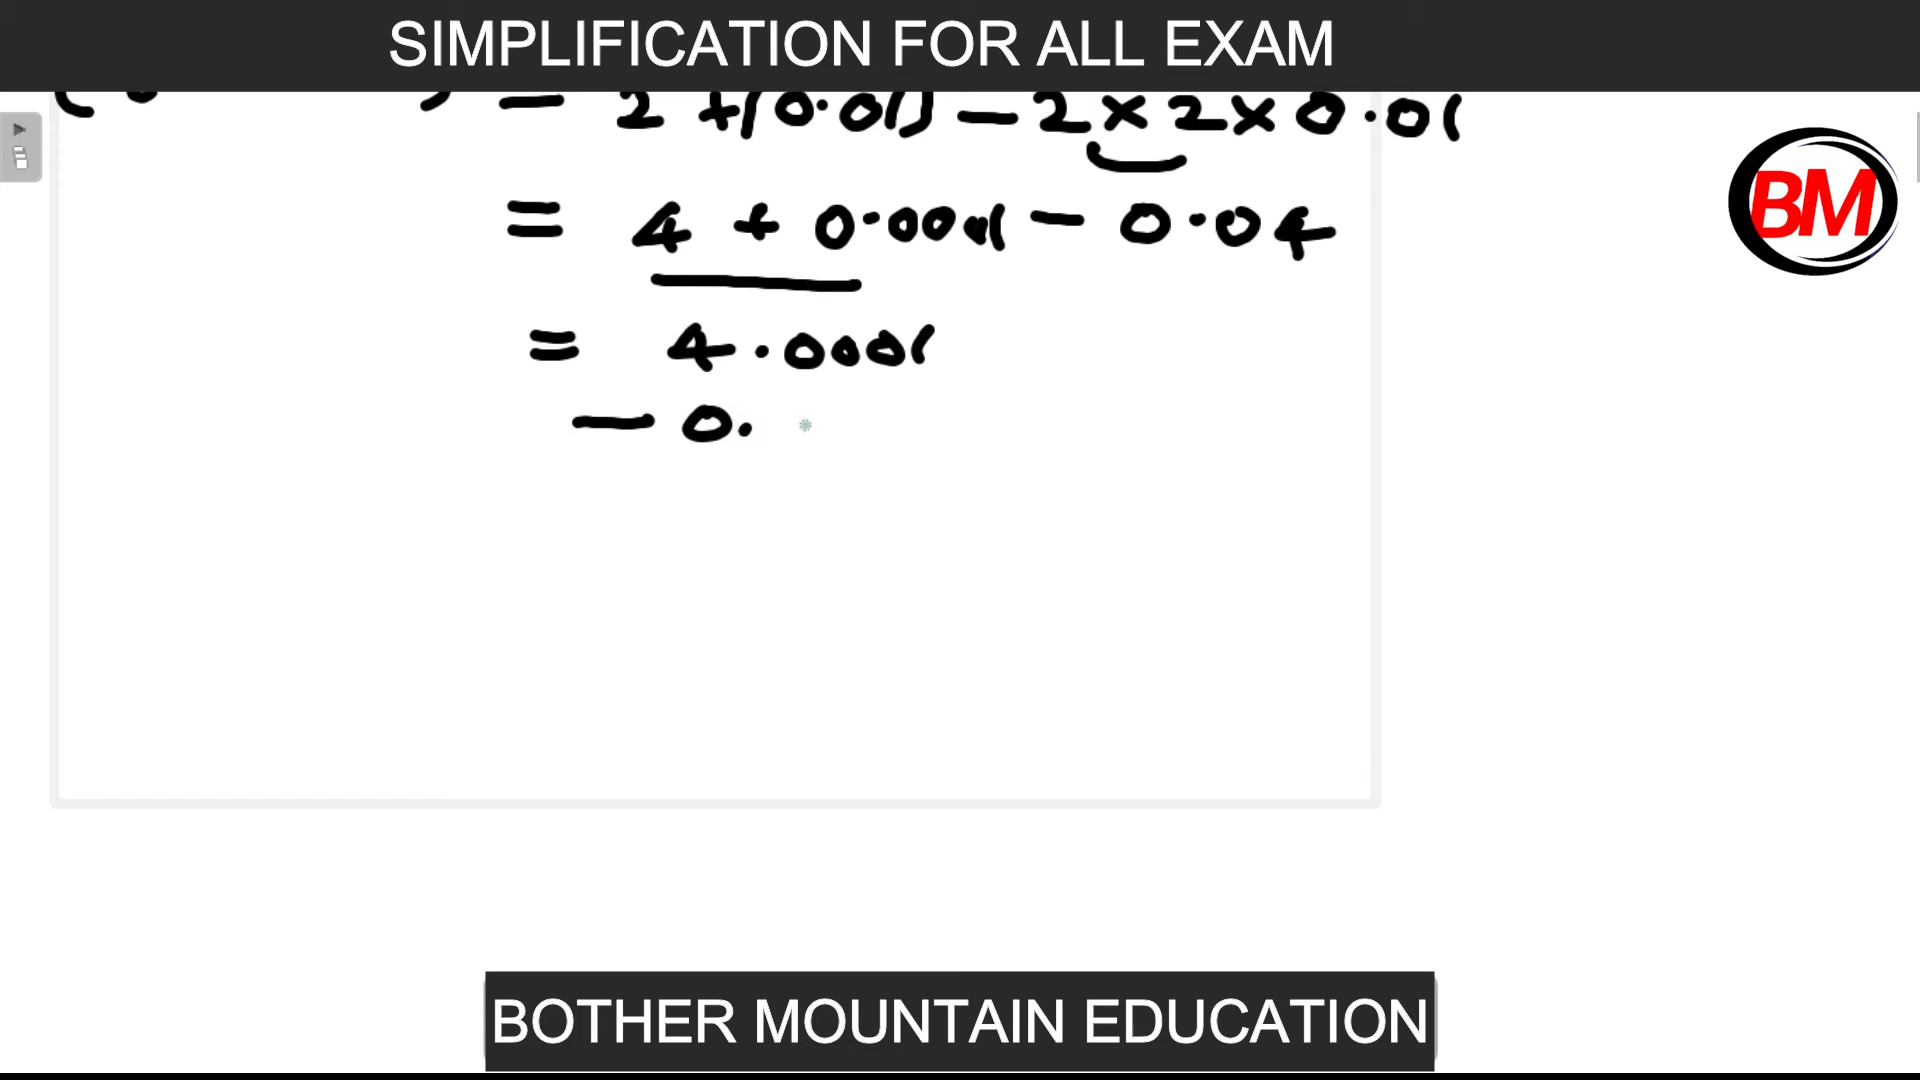 SIMPLIFICATION FOR ALL EXAM
= 2 +(0.01) - 2 × 2 × 0.01
BM
= 4 + 0.0001 - 0.04
= 4.0001
- 0.
BOTHER MOUNTAIN EDUCATION